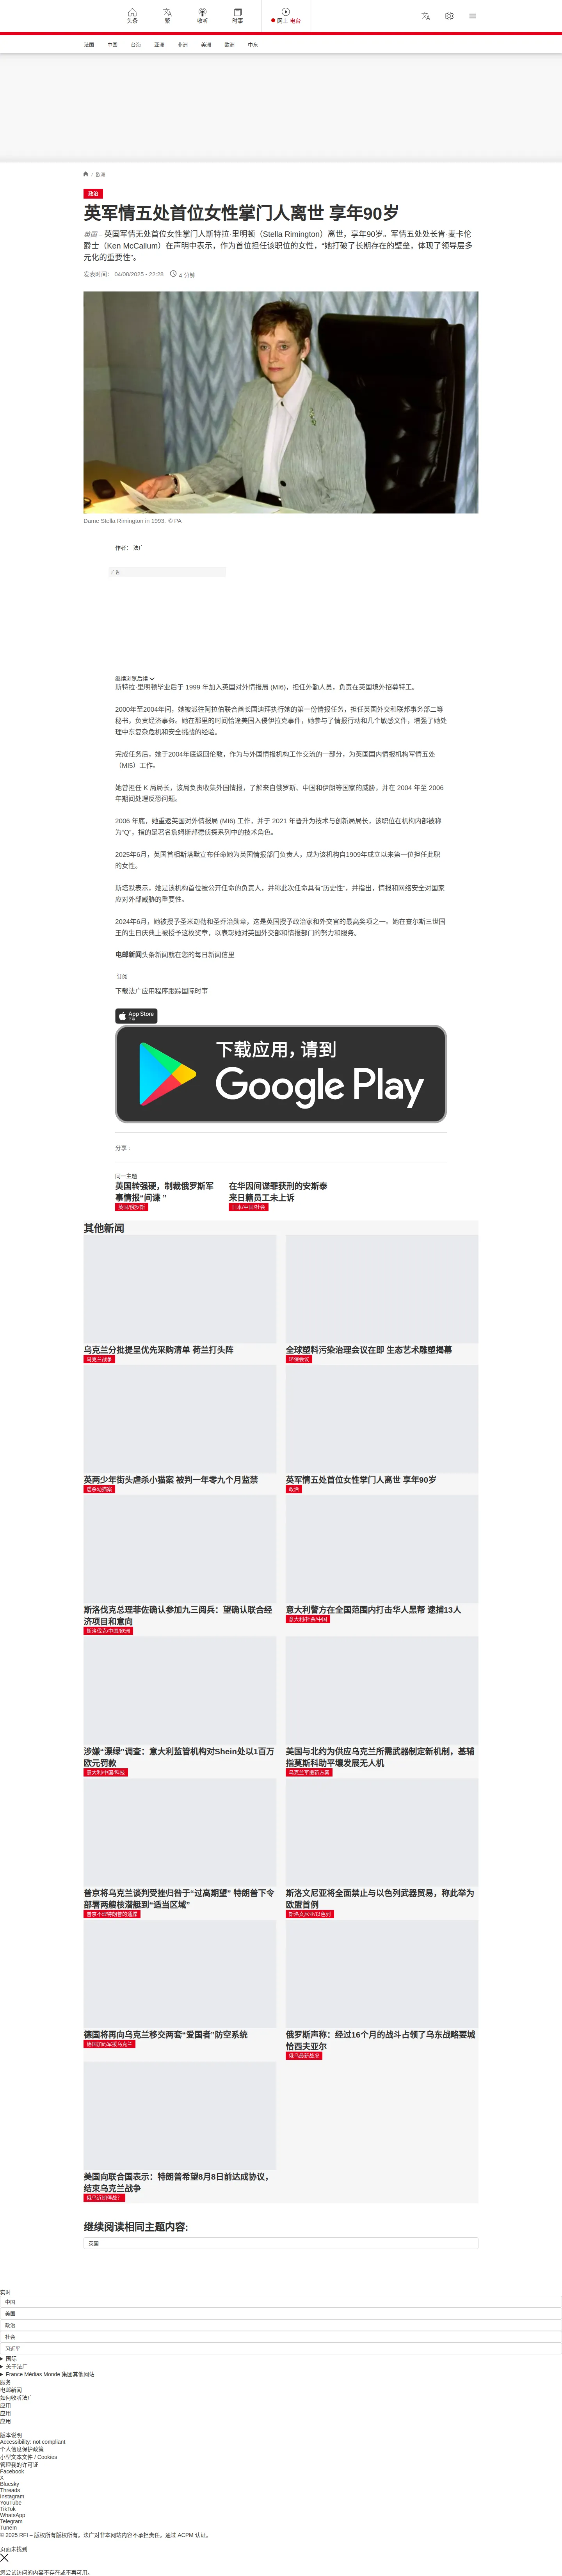 头条
繁
收听
时事
网上 电台
法国
中国
台海
亚洲
非洲
美洲
欧洲
中东
/ 欧洲
政治
英军情五处首位女性掌门人离世 享年90岁
英国 – 英国军情无处首位女性掌门人斯特拉·里明顿（Stella Rimington）离世，享年90岁。军情五处处长肯·麦卡伦
爵士（Ken McCallum）在声明中表示，作为首位担任该职位的女性，“她打破了长期存在的壁垒，体现了领导层多
元化的重要性”。
发表时间： 04/08/2025 - 22:28
4 分钟
Dame Stella Rimington in 1993. © PA
作者： 法广
广告
继续浏览后续
斯特拉·里明顿毕业后于 1999 年加入英国对外情报局 (MI6)，担任外勤人员，负责在英国境外招募特工。
2000年至2004年间，她被派往阿拉伯联合酋长国迪拜执行她的第一份情报任务，担任英国外交和联邦事务部二等
秘书，负责经济事务。她在那里的时间恰逢美国入侵伊拉克事件，她参与了情报行动和几个敏感文件，增强了她处
理中东复杂危机和安全挑战的经验。
完成任务后，她于2004年底返回伦敦，作为与外国情报机构工作交流的一部分，为英国国内情报机构军情五处
（MI5）工作。
她曾担任 K 局局长，该局负责收集外国情报，了解来自俄罗斯、中国和伊朗等国家的威胁，并在 2004 年至 2006
年期间处理反恐问题。
2006 年底，她重返英国对外情报局 (MI6) 工作，并于 2021 年晋升为技术与创新局局长，该职位在机构内部被称
为“Q”，指的是著名詹姆斯邦德侦探系列中的技术角色。
2025年6月，英国首相斯塔默宣布任命她为英国情报部门负责人，成为该机构自1909年成立以来第一位担任此职
的女性。
斯塔默表示，她是该机构首位被公开任命的负责人，并称此次任命具有“历史性”，并指出，情报和网络安全对国家
应对外部威胁的重要性。
2024年6月，她被授予圣米迦勒和圣乔治勋章，这是英国授予政治家和外交官的最高奖项之一。她在查尔斯三世国
王的生日庆典上被授予这枚奖章，以表彰她对英国外交部和情报部门的努力和服务。
电邮新闻头条新闻就在您的每日新闻信里
订阅
下载法广应用程序跟踪国际时事
App Store
下载
下载应用，请到
Google Play
分享 :
同一主题
英国转强硬，制裁俄罗斯军
事情报“间谍 ”
英国/俄罗斯
在华因间谍罪获刑的安斯泰
来日籍员工未上诉
日本/中国/社会
其他新闻
乌克兰分批提呈优先采购清单 荷兰打头阵
乌克兰战争
全球塑料污染治理会议在即 生态艺术雕塑揭幕
环保会议
英两少年街头虐杀小猫案 被判一年零九个月监禁
虐杀幼猫案
英军情五处首位女性掌门人离世 享年90岁
政治
斯洛伐克总理菲佐确认参加九三阅兵：望确认联合经
济项目和意向
斯洛伐克/中国/欧洲
意大利警方在全国范围内打击华人黑帮 逮捕13人
意大利/社会/中国
涉嫌“漂绿”调查：意大利监管机构对Shein处以1百万
欧元罚款
意大利/中国/科技
美国与北约为供应乌克兰所需武器制定新机制，基辅
指莫斯科助平壤发展无人机
乌克兰军援新方案
普京将乌克兰谈判受挫归咎于“过高期望” 特朗普下令
部署两艘核潜艇到“适当区域”
普京不理特朗普的通牒
斯洛文尼亚将全面禁止与以色列武器贸易，称此举为
欧盟首例
斯洛文尼亚/以色列
德国将再向乌克兰移交两套“爱国者”防空系统
德国加码军援乌克兰
俄罗斯声称：经过16个月的战斗占领了乌东战略要城
恰西夫亚尔
俄乌最新战况
美国向联合国表示：特朗普希望8月8日前达成协议，
结束乌克兰战争
俄乌近期停战？
继续阅读相同主题内容:
英国
实时
中国
美国
政治
社会
习近平
国际
关于法广
France Médias Monde 集团其他网站
服务
电邮新闻
如何收听法广
应用
应用
应用
版本说明
Accessibility: not compliant
个人信息保护政策
小型文本文件 / Cookies
管理我的许可证
Facebook
X
Bluesky
Threads
Instagram
YouTube
TikTok
WhatsApp
Telegram
TuneIn
© 2025 RFI – 版权所有版权所有。法广对非本网站内容不承担责任。通过 ACPM 认证。
页面未找到
您尝试访问的内容不存在或不再可用。